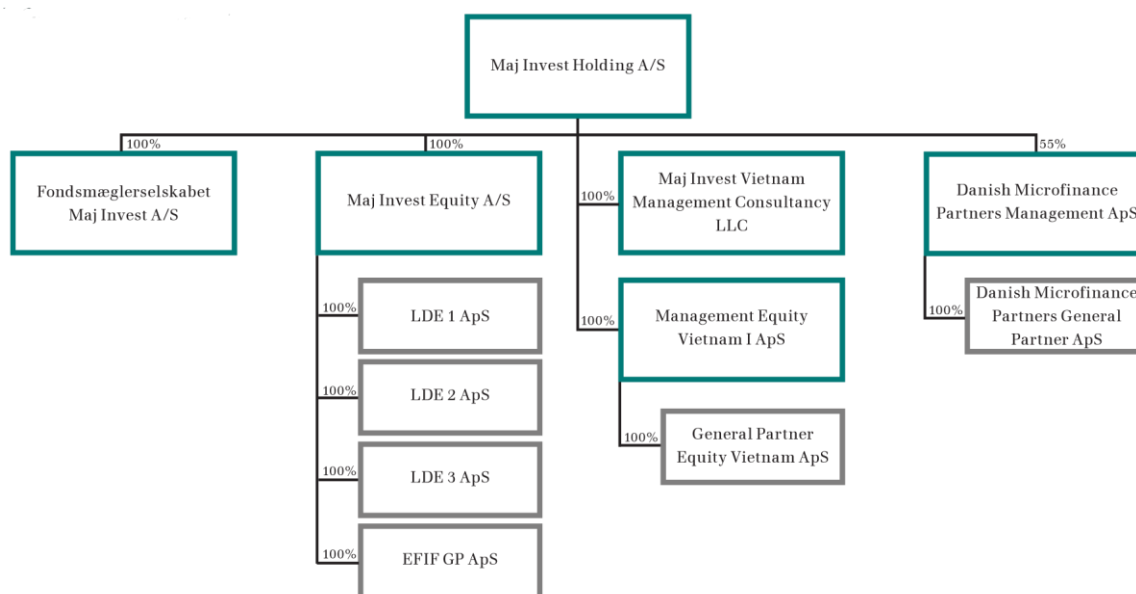 Maj Invest Holding A/S
100%
100%
55%
Fondsmæglerselskabet
Maj Invest A/S
Maj Invest Equity A/S
100%
Maj Invest Vietnam
Management Consultancy
LLC
Danish Microfinance
Partners Management ApS
100%
LDE 1 ApS
100%
Management Equity
Vietnam I ApS
100%
Danish Microfinance
Partners General
Partner ApS
100%
LDE 2 ApS
100%
General Partner
Equity Vietnam ApS
100%
LDE 3 ApS
100%
EFIF GP ApS